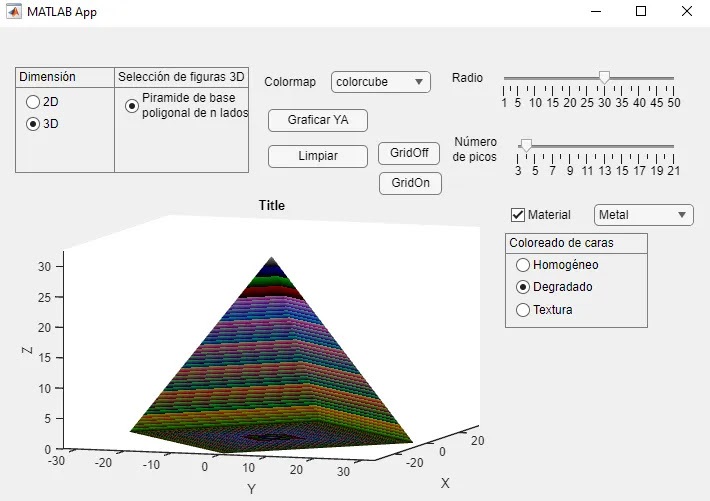 MATLAB App
Dimensión
2D
3D
Selección de figuras 3D
Piramide de base
poligonal de n lados
Colormap
colorcube
Graficar YA
Limpiar
GridOff
GridOn
Radio
1 5 10 15 20 25 30 35 40 45 50
Número
de picos
3 5 7 9 11 13 15 17 19 21
Material
Metal
Coloreado de caras
Homogéneo
Degradado
Textura
Title
Z
30
25
20
15
10
5
0
-30 -20 -10 0 10 20 30
Y
-20 0 20
X